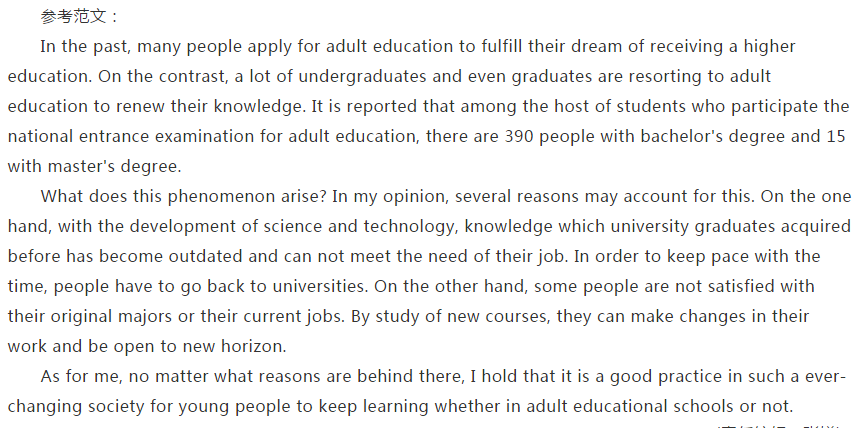 参考范文：
In the past, many people apply for adult education to fulfill their dream of receiving a higher
education. On the contrast, a lot of undergraduates and even graduates are resorting to adult
education to renew their knowledge. It is reported that among the host of students who participate the
national entrance examination for adult education, there are 390 people with bachelor's degree and 15
with master's degree.
What does this phenomenon arise? In my opinion, several reasons may account for this. On the one
hand, with the development of science and technology, knowledge which university graduates acquired
before has become outdated and can not meet the need of their job. In order to keep pace with the
time, people have to go back to universities. On the other hand, some people are not satisfied with
their original majors or their current jobs. By study of new courses, they can make changes in their
work and be open to new horizon.
As for me, no matter what reasons are behind there, I hold that it is a good practice in such a ever-
changing society for young people to keep learning whether in adult educational schools or not.